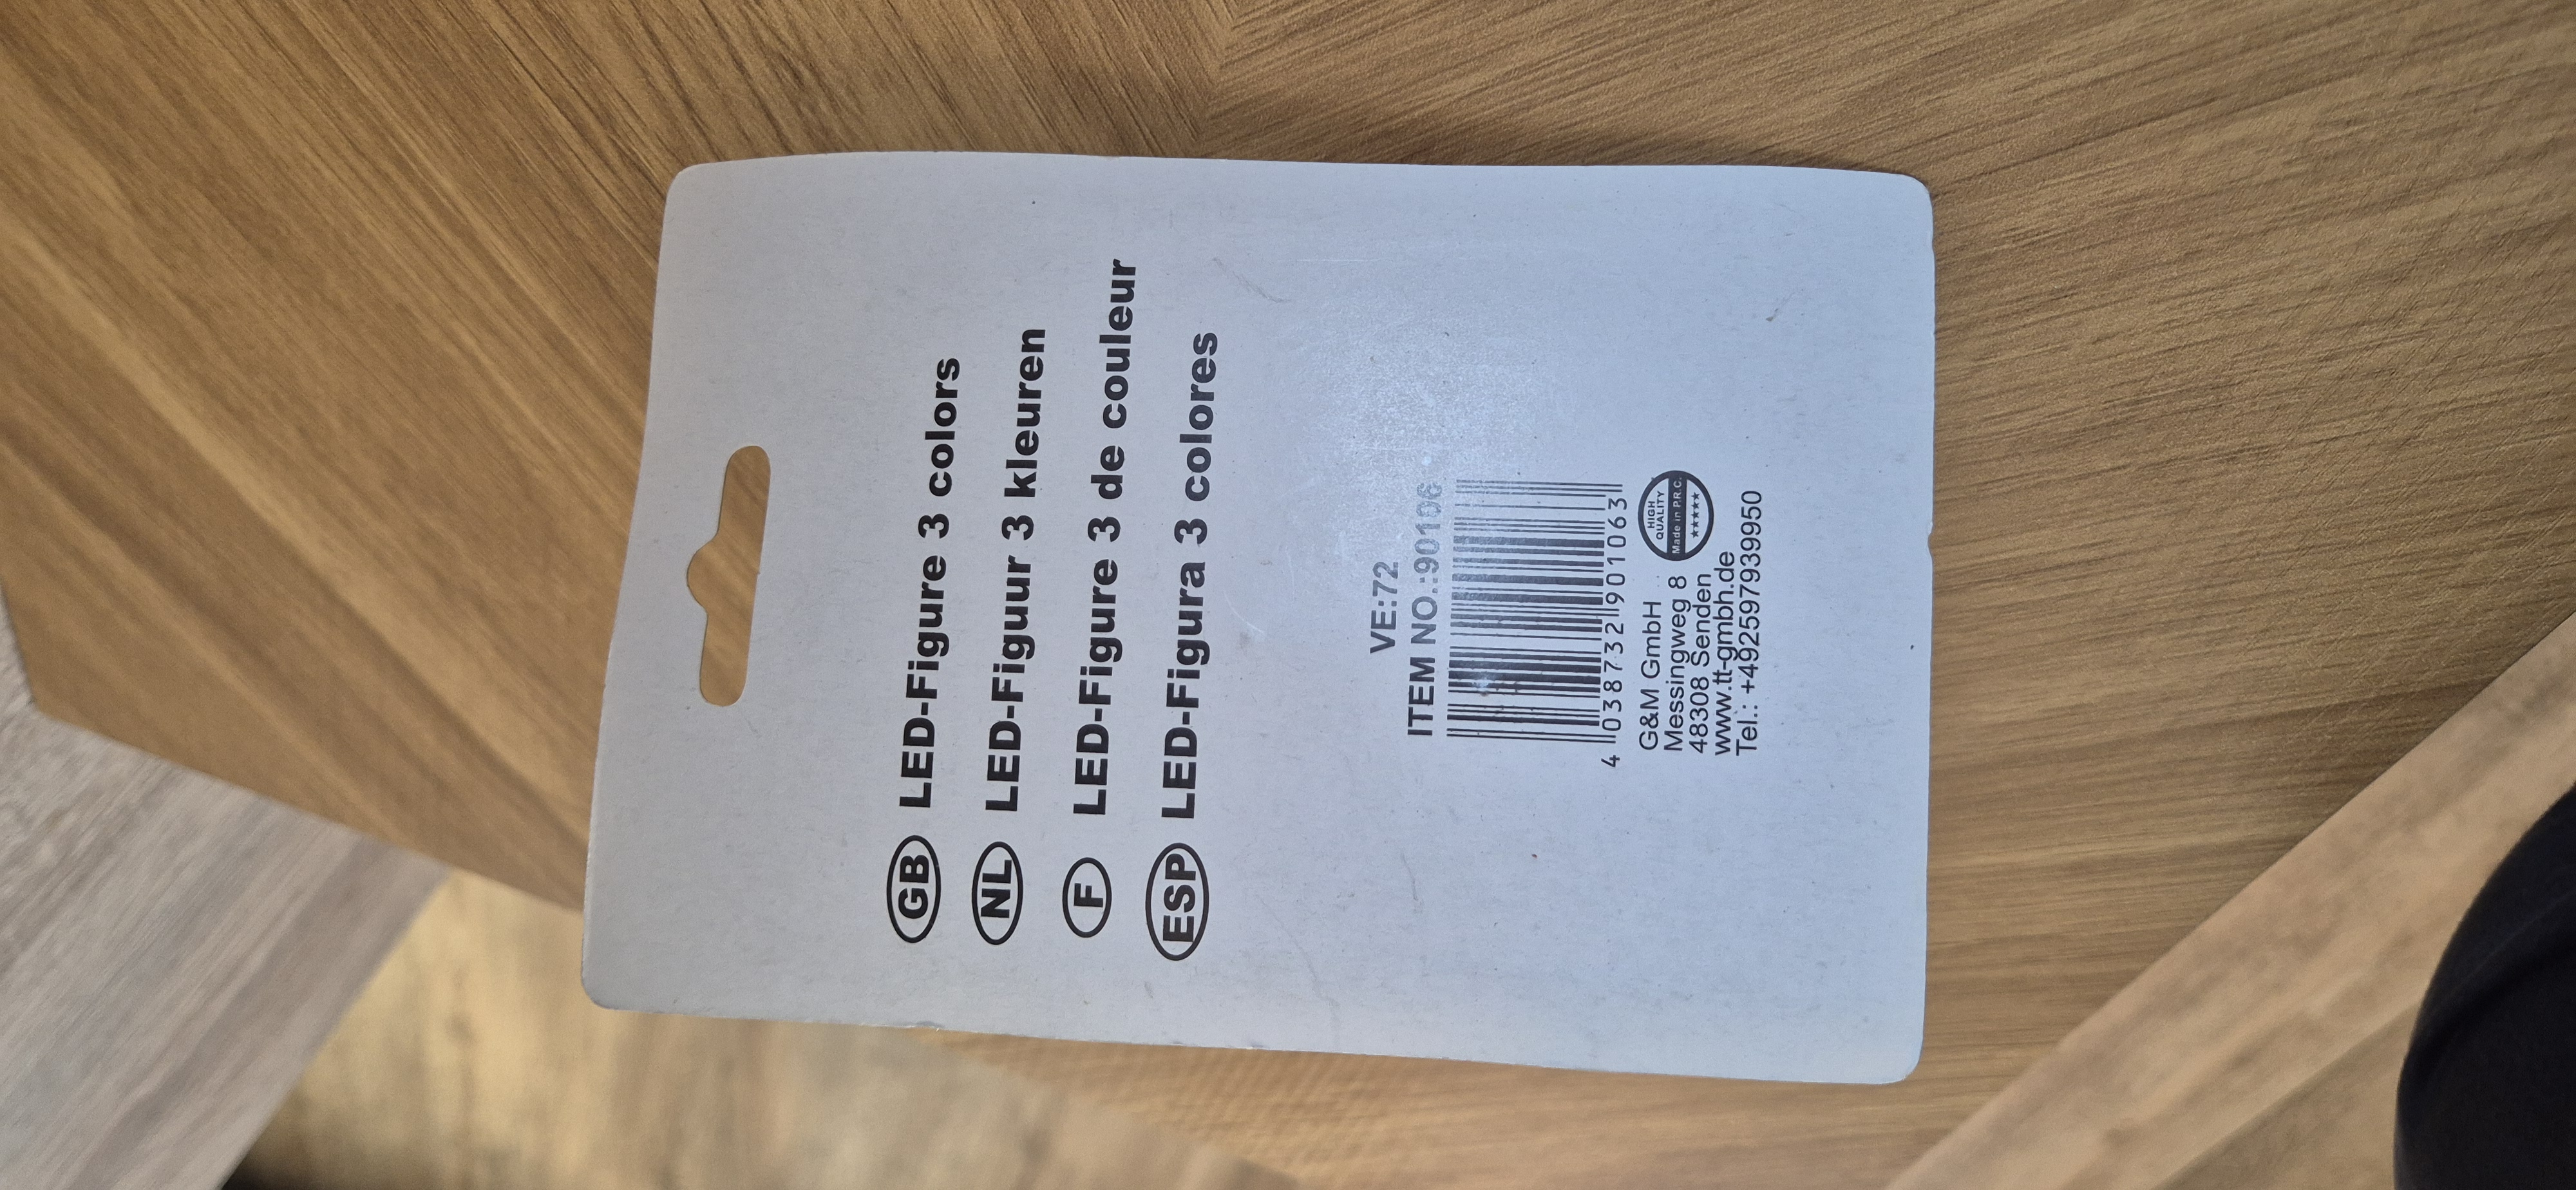 GB LED-Figure 3 colors
NL LED-Figuur 3 kleuren
F LED-Figure 3 de couleur
ESP LED-Figura 3 colores
VE:72
ITEM NO.:90106
4 038732 901063
G&M GmbH
Messingweg 8
48308 Senden
www.tt-gmbh.de
Tel.: +4925979399950
HIGH
QUALITY
Made in P.R.C.